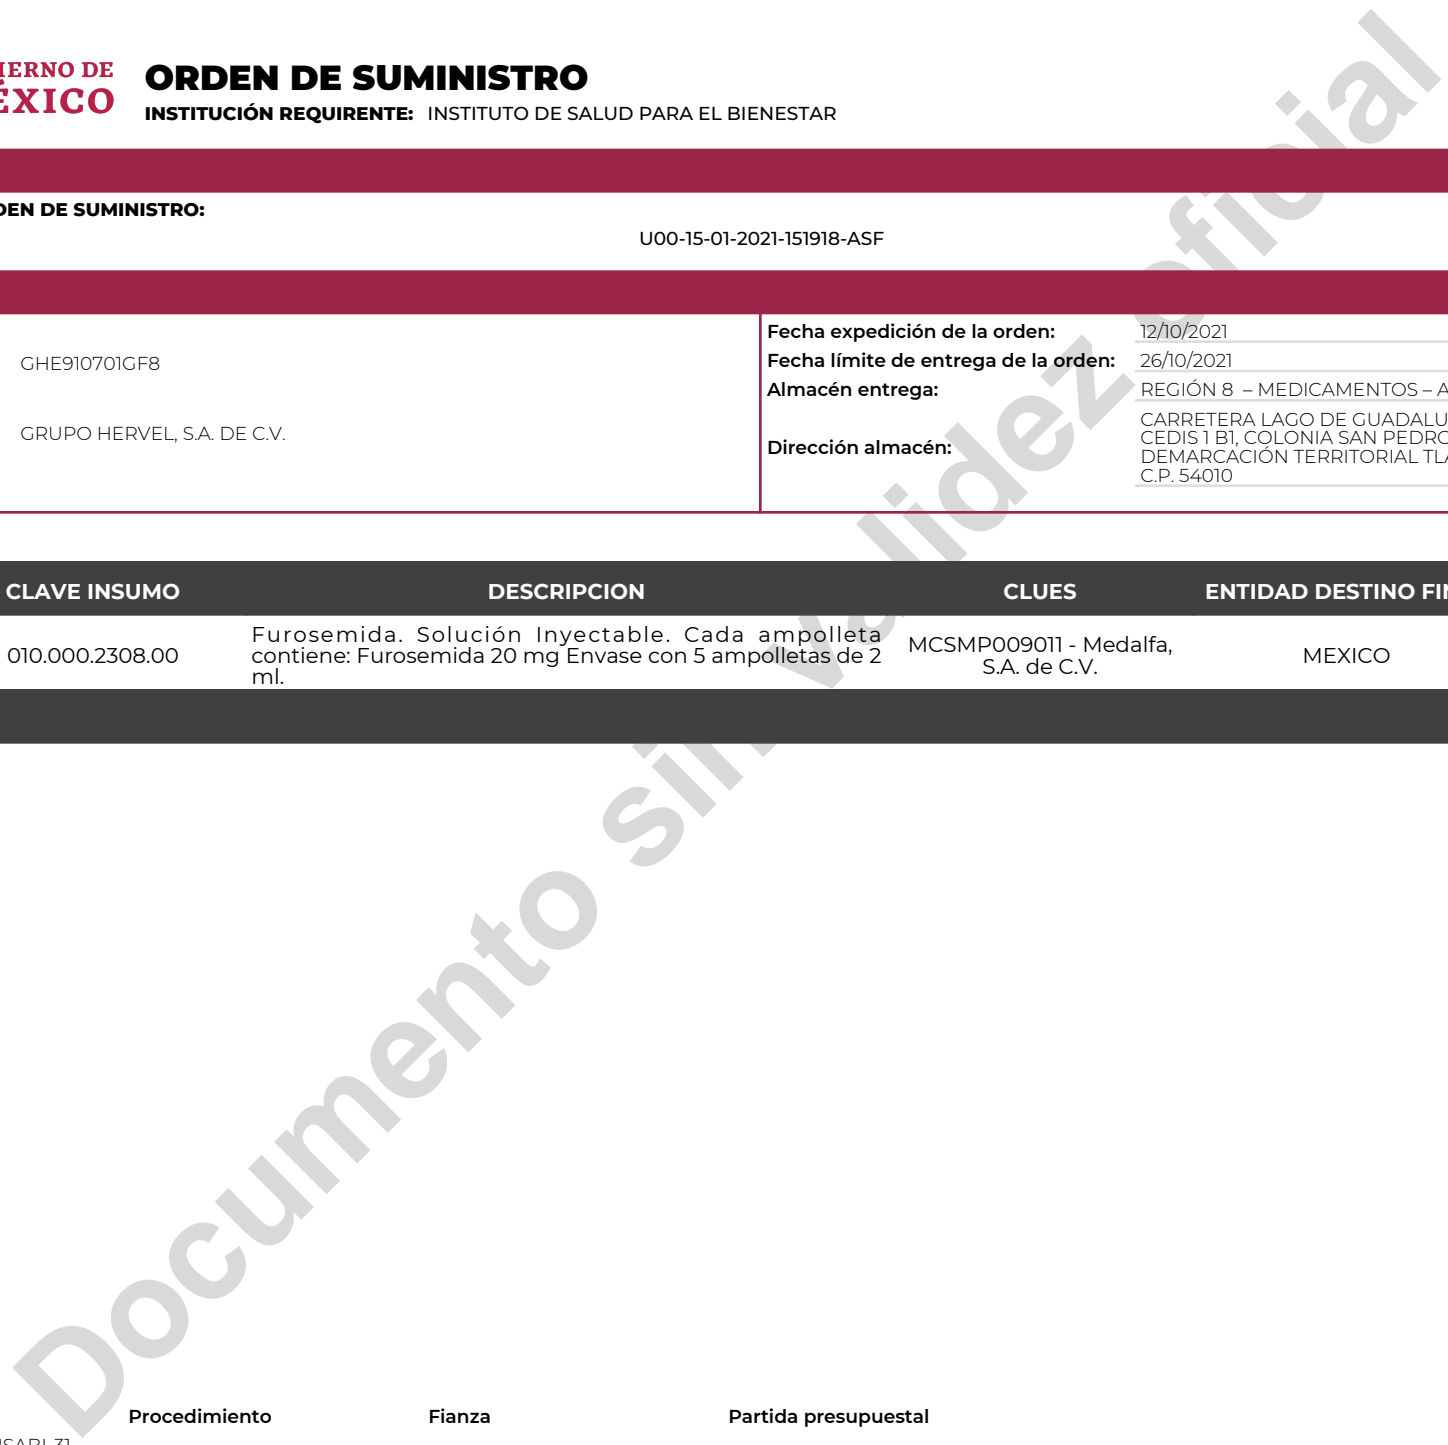 IERNO DE
ÉXICO
ORDEN DE SUMINISTRO
INSTITUCIÓN REQUIRENTE: INSTITUTO DE SALUD PARA EL BIENESTAR
DEN DE SUMINISTRO:
U00-15-01-2021-151918-ASF
GHE910701GF8
GRUPO HERVEL, S.A. DE C.V.
Fecha expedición de la orden: 12/10/2021
Fecha límite de entrega de la orden: 26/10/2021
Almacén entrega: REGIÓN 8 – MEDICAMENTOS – A
Dirección almacén: CARRETERA LAGO DE GUADALU
CEDIS 1 B1, COLONIA SAN PEDRO
DEMARCACIÓN TERRITORIAL TLA
C.P. 54010
CLAVE INSUMO DESCRIPCION CLUES ENTIDAD DESTINO FIN
010.000.2308.00
Furosemida. Solución Inyectable. Cada ampolleta
contiene: Furosemida 20 mg Envase con 5 ampolletas de 2
ml.
MCSMP009011 - Medalfa,
S.A. de C.V.
MEXICO
Documento sin validez oficial
Procedimiento Fianza Partida presupuestal